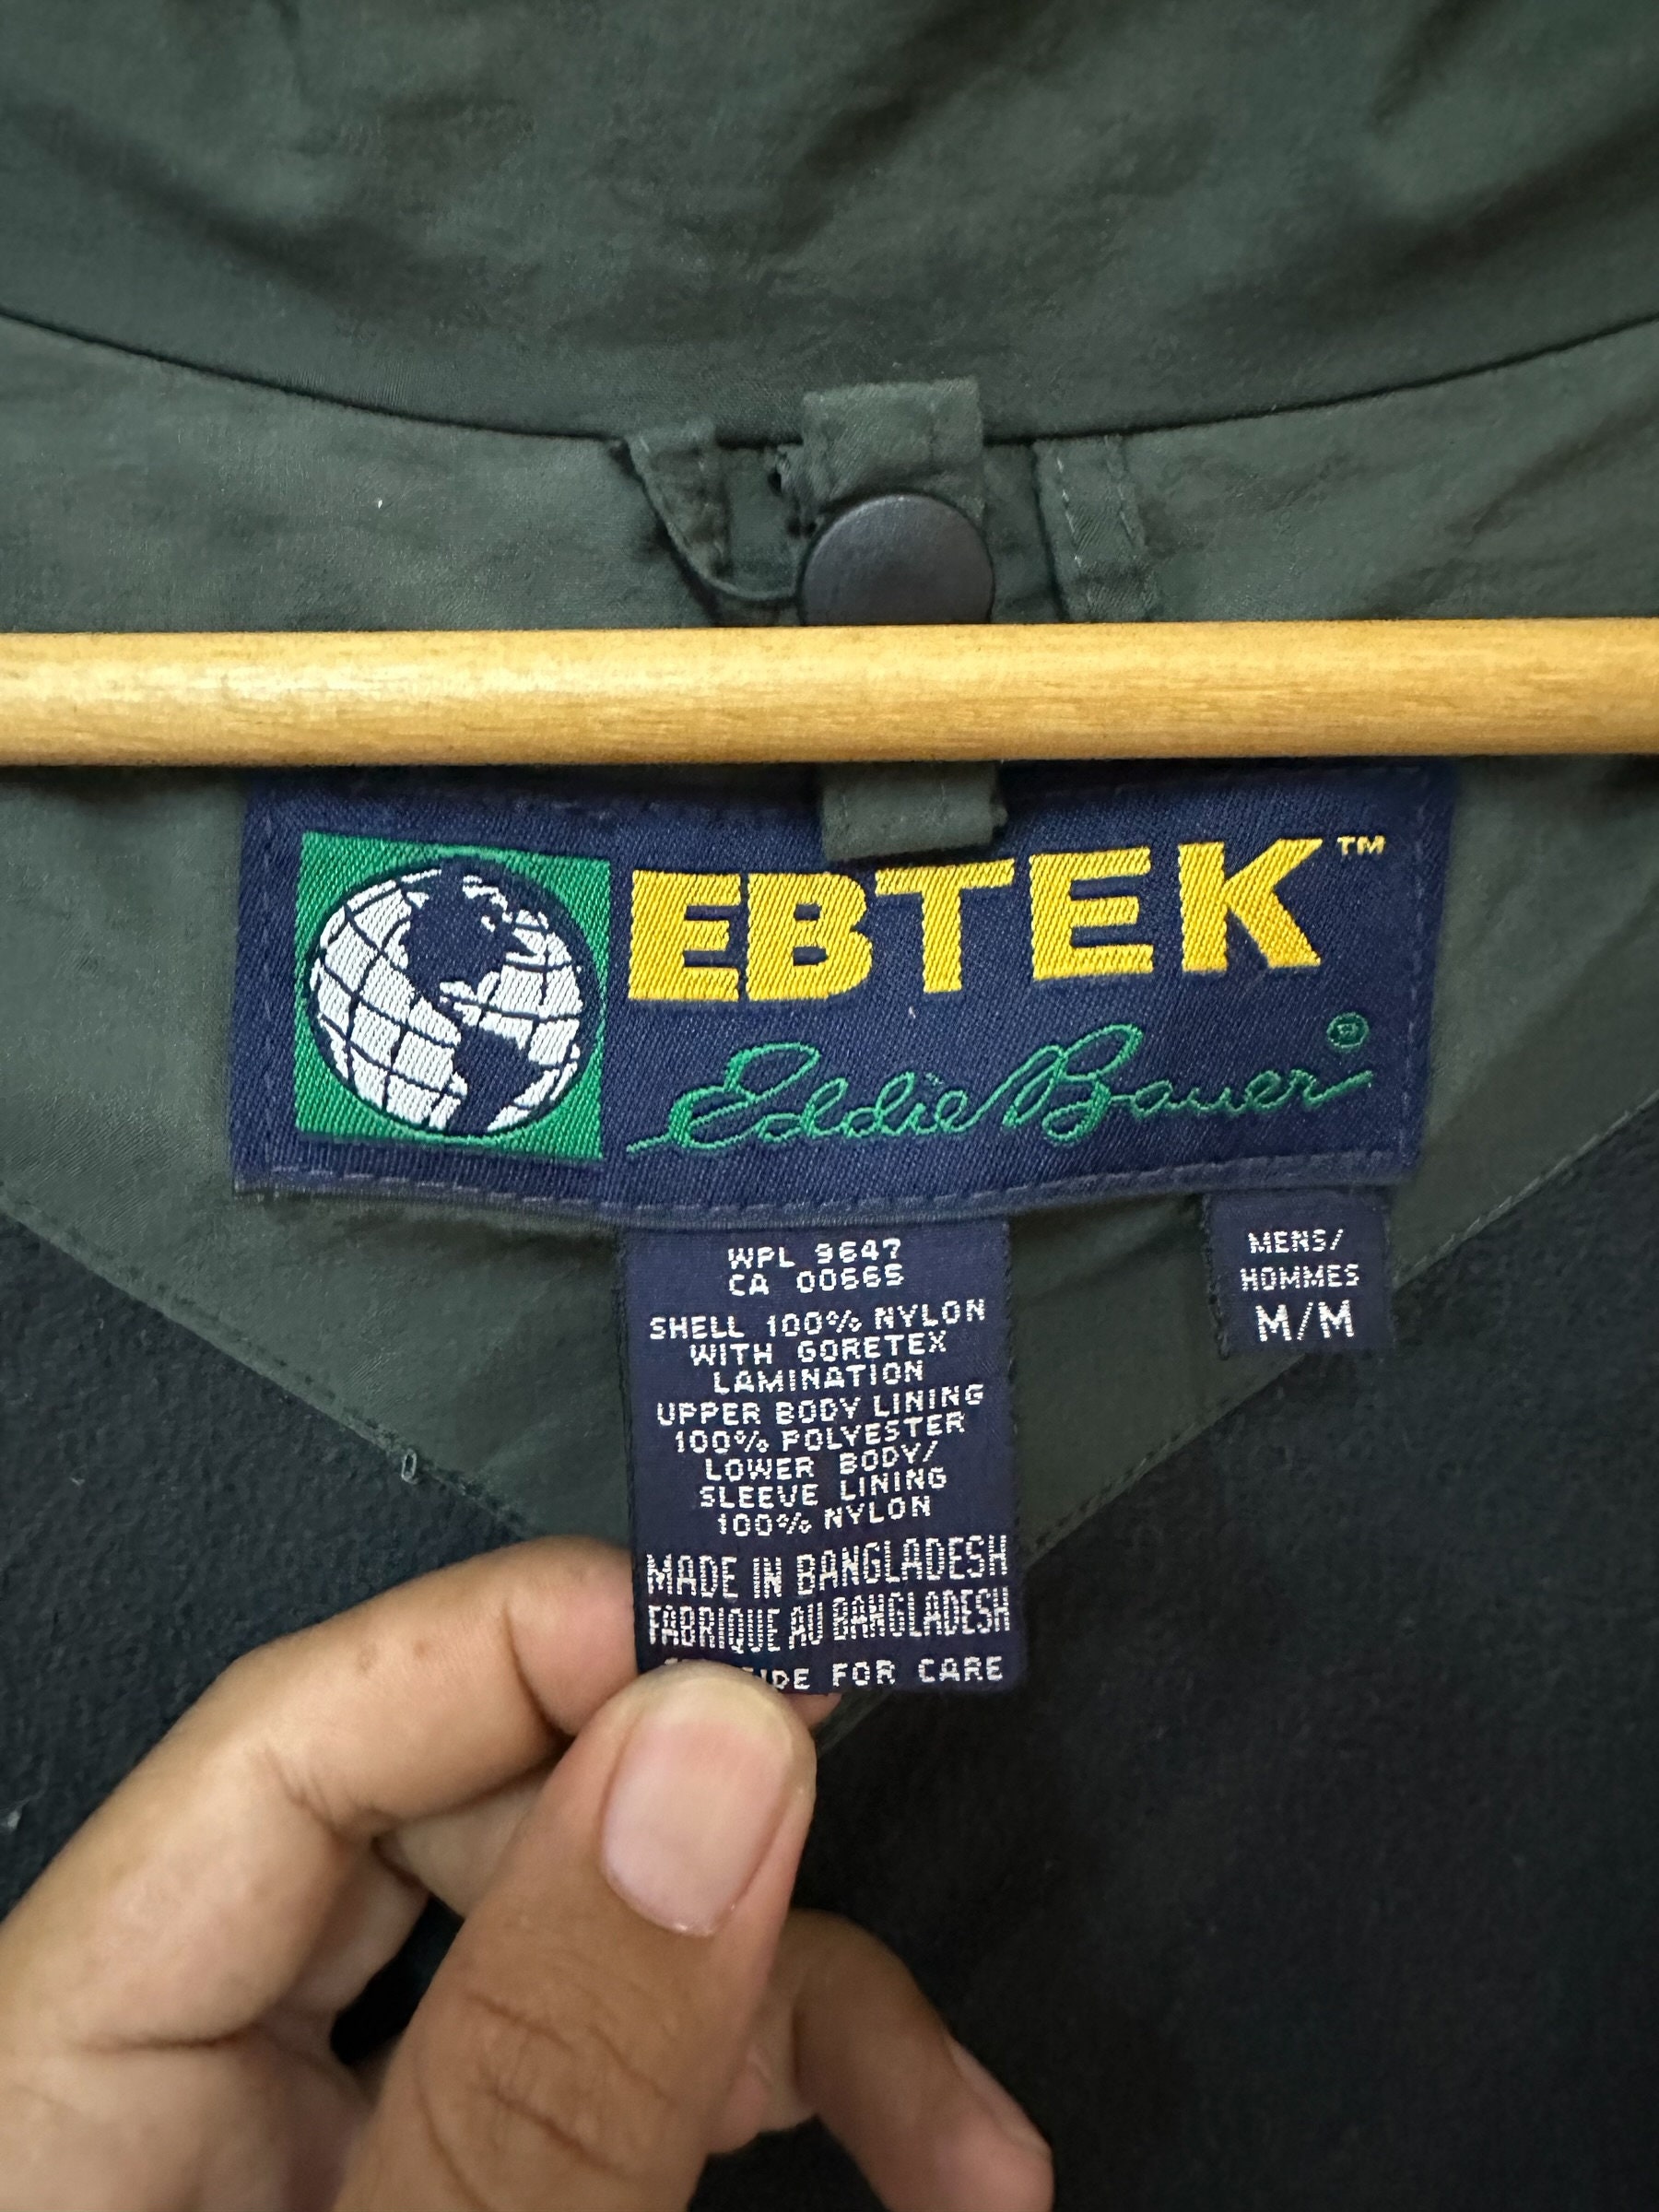 EBTEK™
Eddie Bauer®
WPL 9647
CA 00665
SHELL 100% NYLON
WITH GORETEX
LAMINATION
UPPER BODY LINING
100% POLYESTER
LOWER BODY/
SLEEVE LINING
100% NYLON
MADE IN BANGLADESH
FABRIQUE AU BANGLADESH
FOR CARE
MENS/
HOMMES
M/M